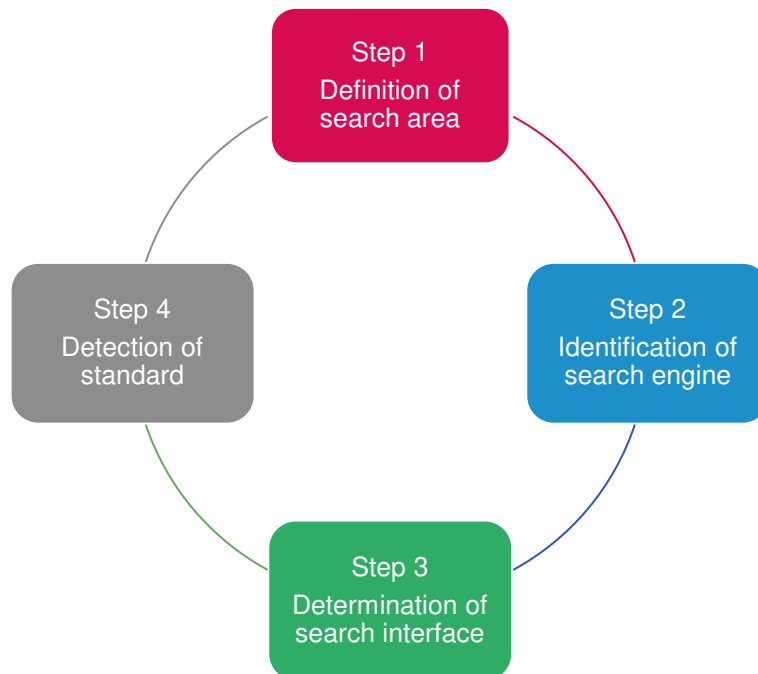 Step 1
Definition of
search area
Step 2
Identification of
search engine
Step 3
Determination of
search interface
Step 4
Detection of
standard